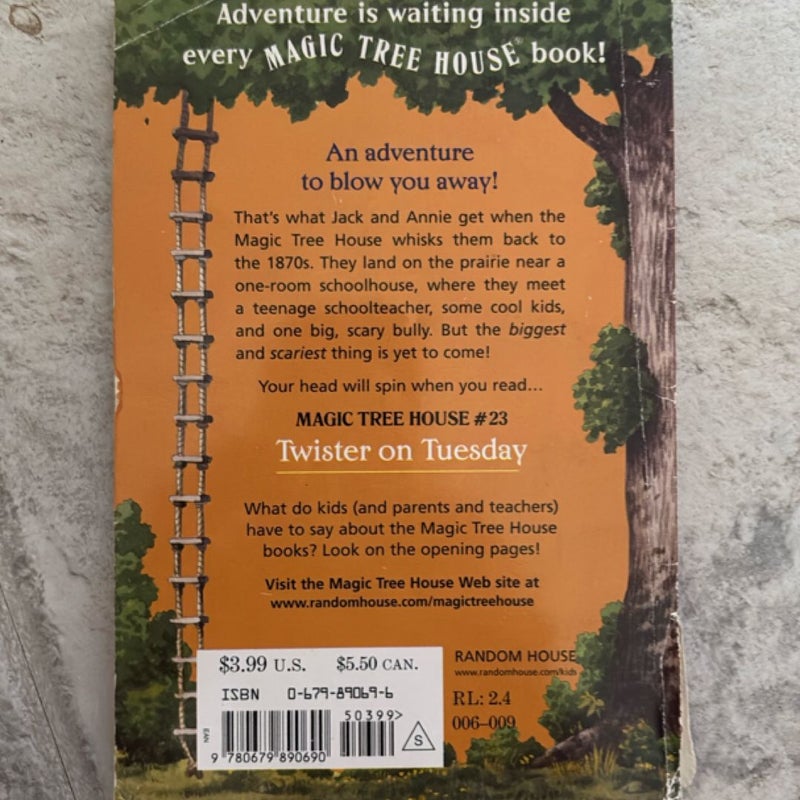 Adventure is waiting inside
every MAGIC TREE HOUSE® book!
An adventure
to blow you away!
That's what Jack and Annie get when the
Magic Tree House whisks them back to
the 1870s. They land on the prairie near a
one-room schoolhouse, where they meet
a teenage schoolteacher, some cool kids,
and one big, scary bully. But the biggest
and scariest thing is yet to come!
Your head will spin when you read...
MAGIC TREE HOUSE #23
Twister on Tuesday
What do kids (and parents and teachers)
have to say about the Magic Tree House
books? Look on the opening pages!
Visit the Magic Tree House Web site at
www.randomhouse.com/magictreehouse
$3.99 U.S. $5.50 CAN.
ISBN 0-679-89069-6
50399>
EAN
S
9 780679 890690
RANDOM HOUSE
www.randomhouse.com/kids
RL: 2.4
006–009